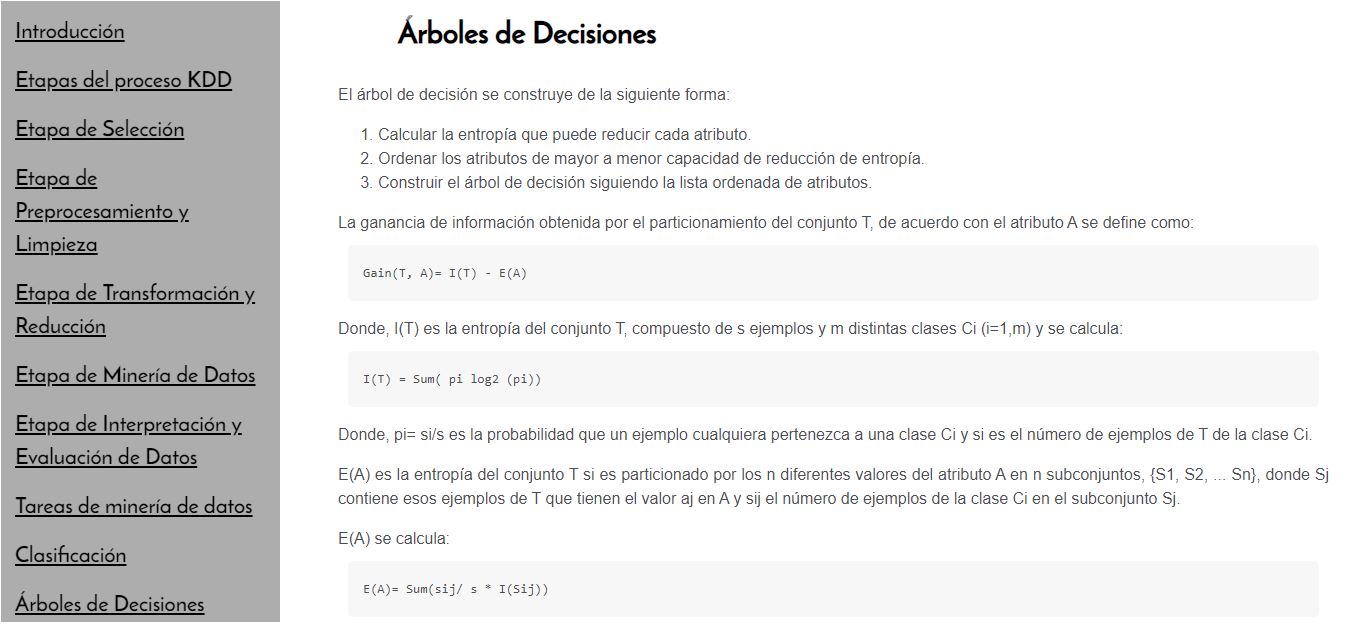 Introducción
Etapas del proceso KDD
Etapa de Selección
Etapa de
Preprocesamiento y
Limpieza
Etapa de Transformación y
Reducción
Etapa de Minería de Datos
Etapa de Interpretación y
Evaluación de Datos
Tareas de minería de datos
Clasificación
Árboles de Decisiones
Árboles de Decisiones
El árbol de decisión se construye de la siguiente forma:
1. Calcular la entropía que puede reducir cada atributo.
2. Ordenar los atributos de mayor a menor capacidad de reducción de entropía.
3. Construir el árbol de decisión siguiendo la lista ordenada de atributos.
La ganancia de información obtenida por el particionamiento del conjunto T, de acuerdo con el atributo A se define como:
Gain(T, A)= I(T) - E(A)
Donde, I(T) es la entropía del conjunto T, compuesto de s ejemplos y m distintas clases Ci (i=1,m) y se calcula:
I(T) = Sum( pi log2 (pi))
Donde, pi= si/s es la probabilidad que un ejemplo cualquiera pertenezca a una clase Ci y si es el número de ejemplos de T de la clase Ci.
E(A) es la entropía del conjunto T si es particionado por los n diferentes valores del atributo A en n subconjuntos, {S1, S2, ... Sn}, donde Sj
contiene esos ejemplos de T que tienen el valor aj en A y sij el número de ejemplos de la clase Ci en el subconjunto Sj.
E(A) se calcula:
E(A)= Sum(sij/ s * I(Sij))